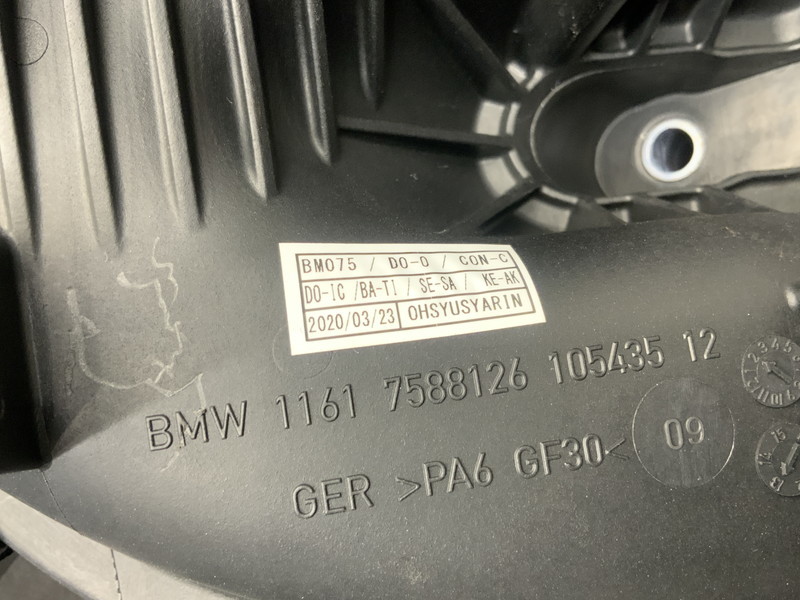 BM075 / DO-O / CON-C
DO-IC /BA-TI / SE-SA / KE-AK
2020/03/23 OHSYUSYARIN
BMW 1161 7588126 105435 12
GER >PA6 GF30<
09